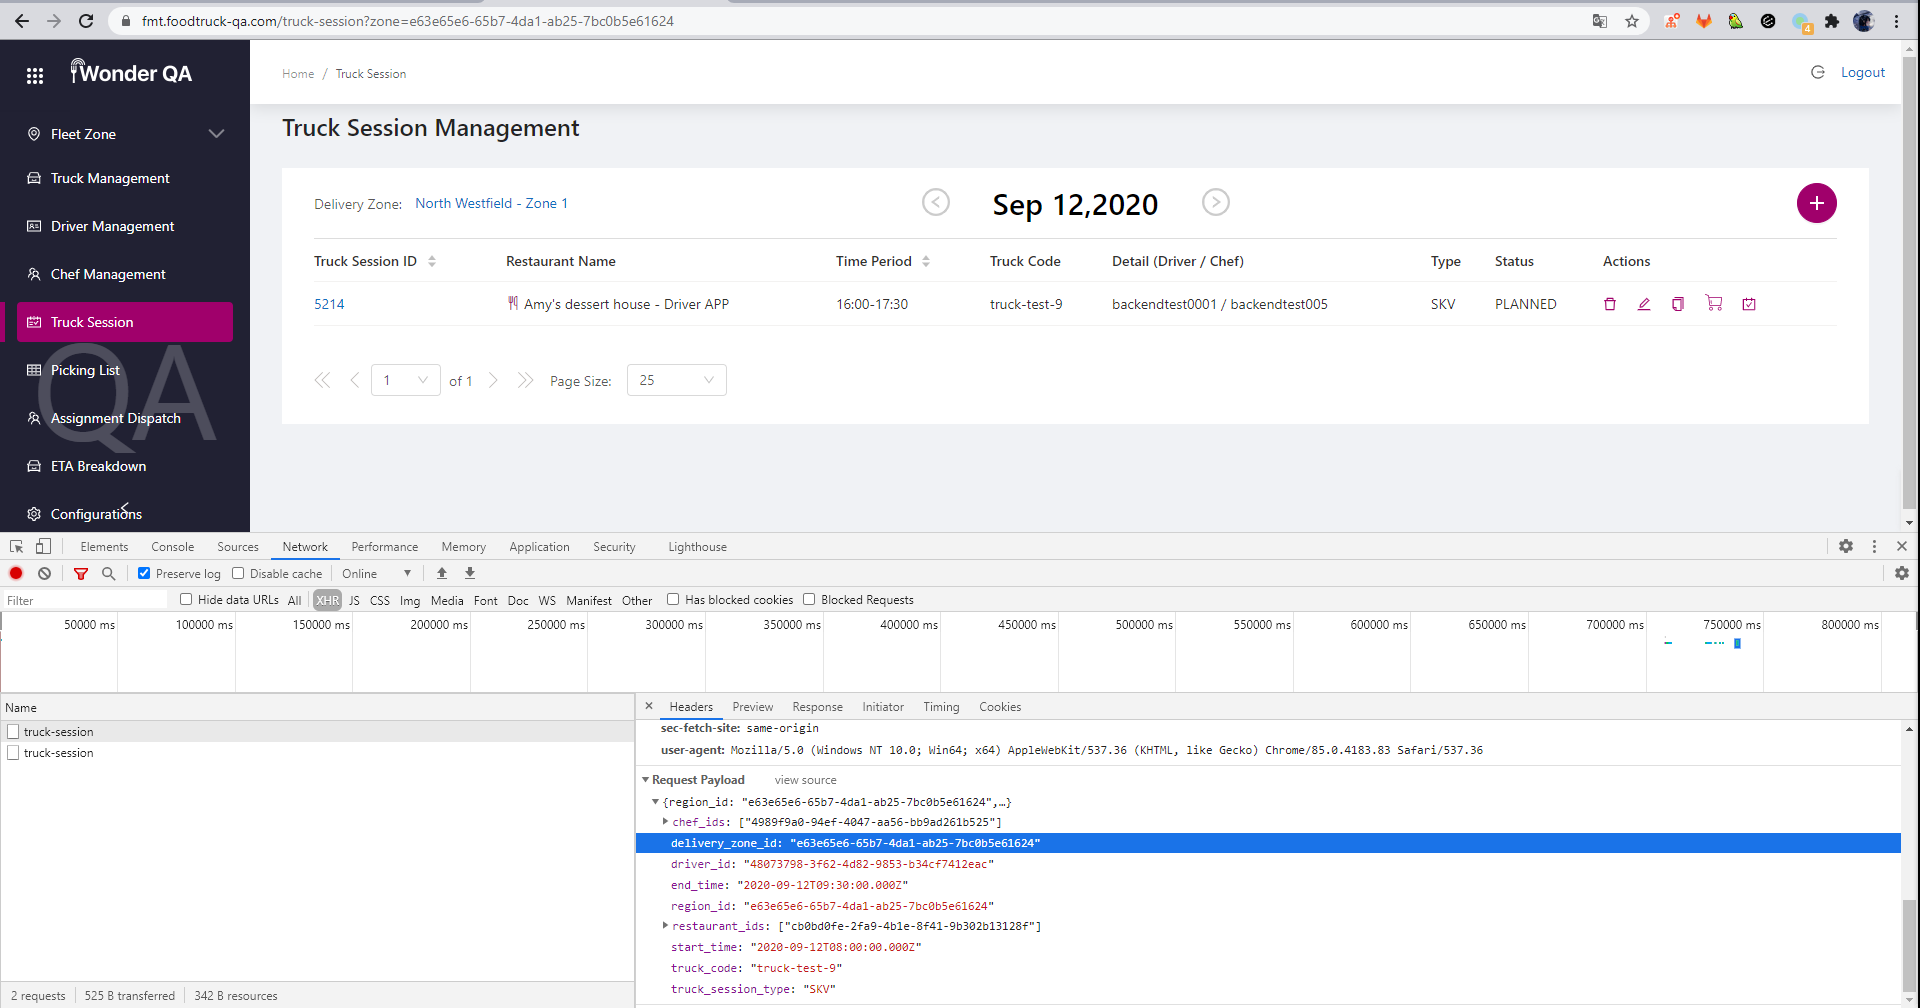 fmt.foodtruck-qa.com/truck-session?zone=e63e65e6-65b7-4da1-ab25-7bc0b5e61624
4
Wonder QA
Home / Truck Session
Logout
Fleet Zone
Truck Management
Driver Management
Chef Management
Truck Session
Picking List
Assignment Dispatch
ETA Breakdown
Configurations
QA
Truck Session Management
Delivery Zone: North Westfield - Zone 1
Sep 12,2020
Truck Session ID Restaurant Name Time Period Truck Code Detail (Driver / Chef) Type Status Actions
5214 Amy's dessert house - Driver APP 16:00-17:30 truck-test-9 backendtest0001 / backendtest005 SKV PLANNED
1 of 1 Page Size: 25
Elements Console Sources Network Performance Memory Application Security Lighthouse
Preserve log Disable cache Online
Filter Hide data URLs All XHR JS CSS Img Media Font Doc WS Manifest Other Has blocked cookies Blocked Requests
50000 ms 100000 ms 150000 ms 200000 ms 250000 ms 300000 ms 350000 ms 400000 ms 450000 ms 500000 ms 550000 ms 600000 ms 650000 ms 700000 ms 750000 ms 800000 ms
Name
truck-session
truck-session
2 requests 525 B transferred 342 B resources
Headers Preview Response Initiator Timing Cookies
sec-fetch-site: same-origin
user-agent: Mozilla/5.0 (Windows NT 10.0; Win64; x64) AppleWebKit/537.36 (KHTML, like Gecko) Chrome/85.0.4183.83 Safari/537.36
Request Payload view source
{region_id: "e63e65e6-65b7-4da1-ab25-7bc0b5e61624",…}
chef_ids: ["4989f9a0-94ef-4047-aa56-bb9ad261b525"]
delivery_zone_id: "e63e65e6-65b7-4da1-ab25-7bc0b5e61624"
driver_id: "48073798-3f62-4d82-9853-b34cf7412eac"
end_time: "2020-09-12T09:30:00.000Z"
region_id: "e63e65e6-65b7-4da1-ab25-7bc0b5e61624"
restaurant_ids: ["cb0bd0fe-2fa9-4b1e-8f41-9b302b13128f"]
start_time: "2020-09-12T08:00:00.000Z"
truck_code: "truck-test-9"
truck_session_type: "SKV"